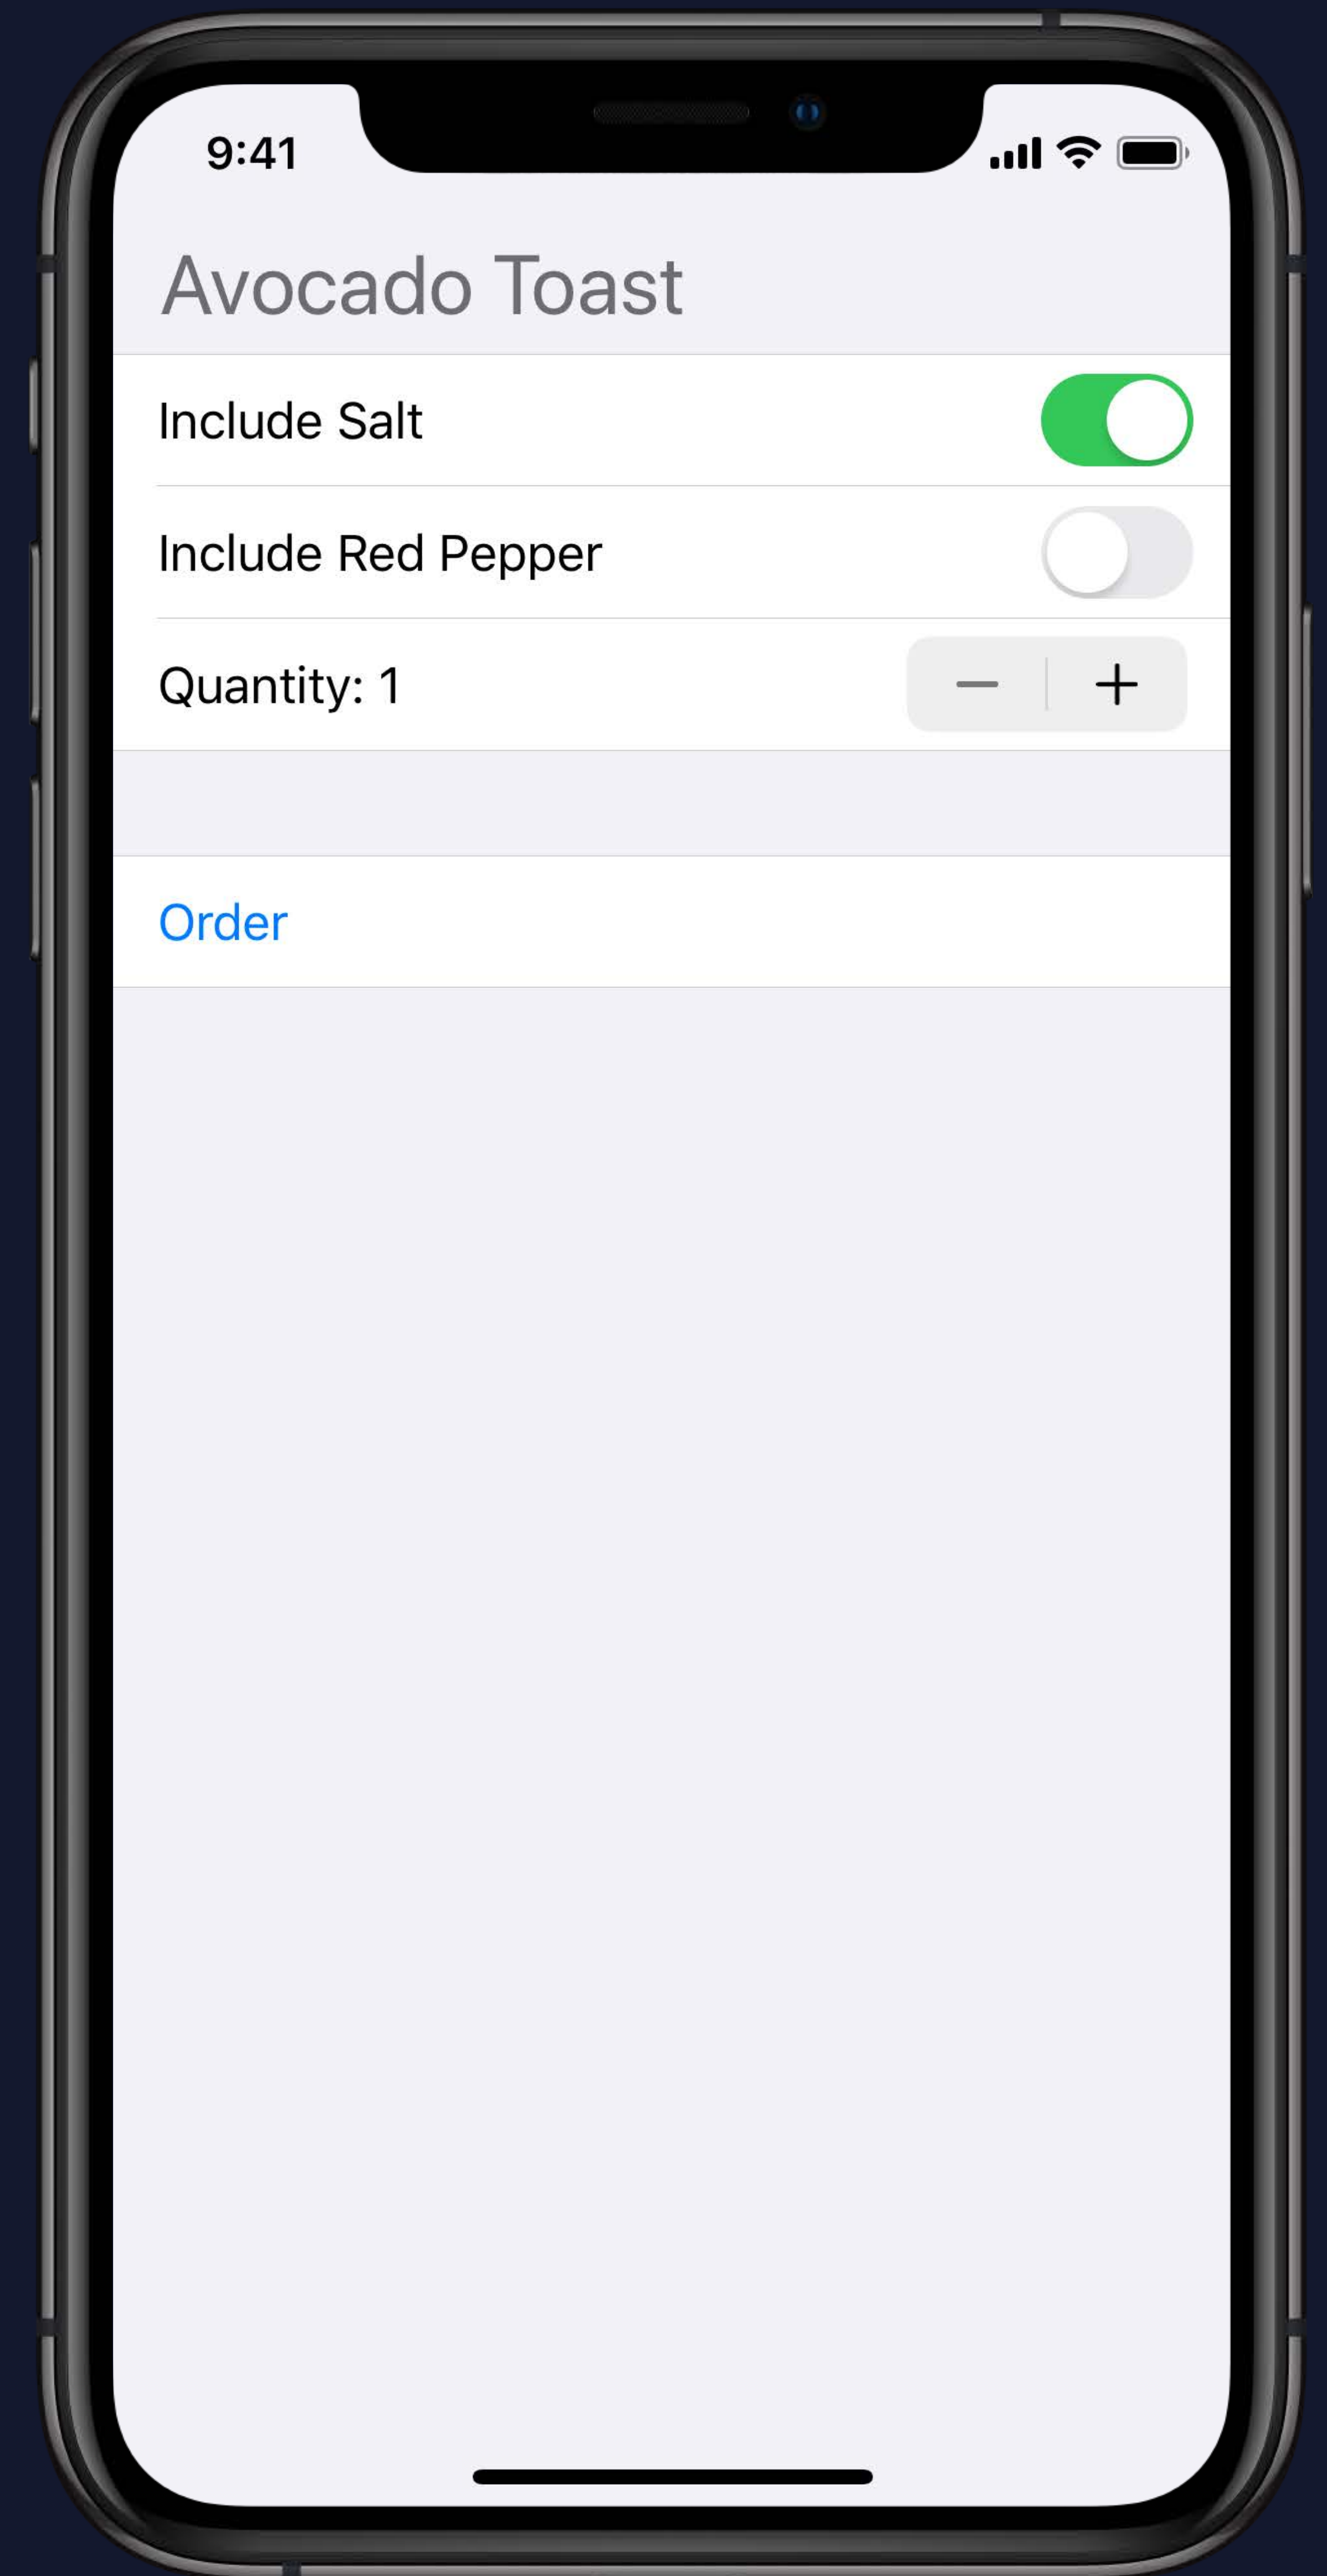 9:41
Avocado Toast
Include Salt
Include Red Pepper
Quantity: 1
Order